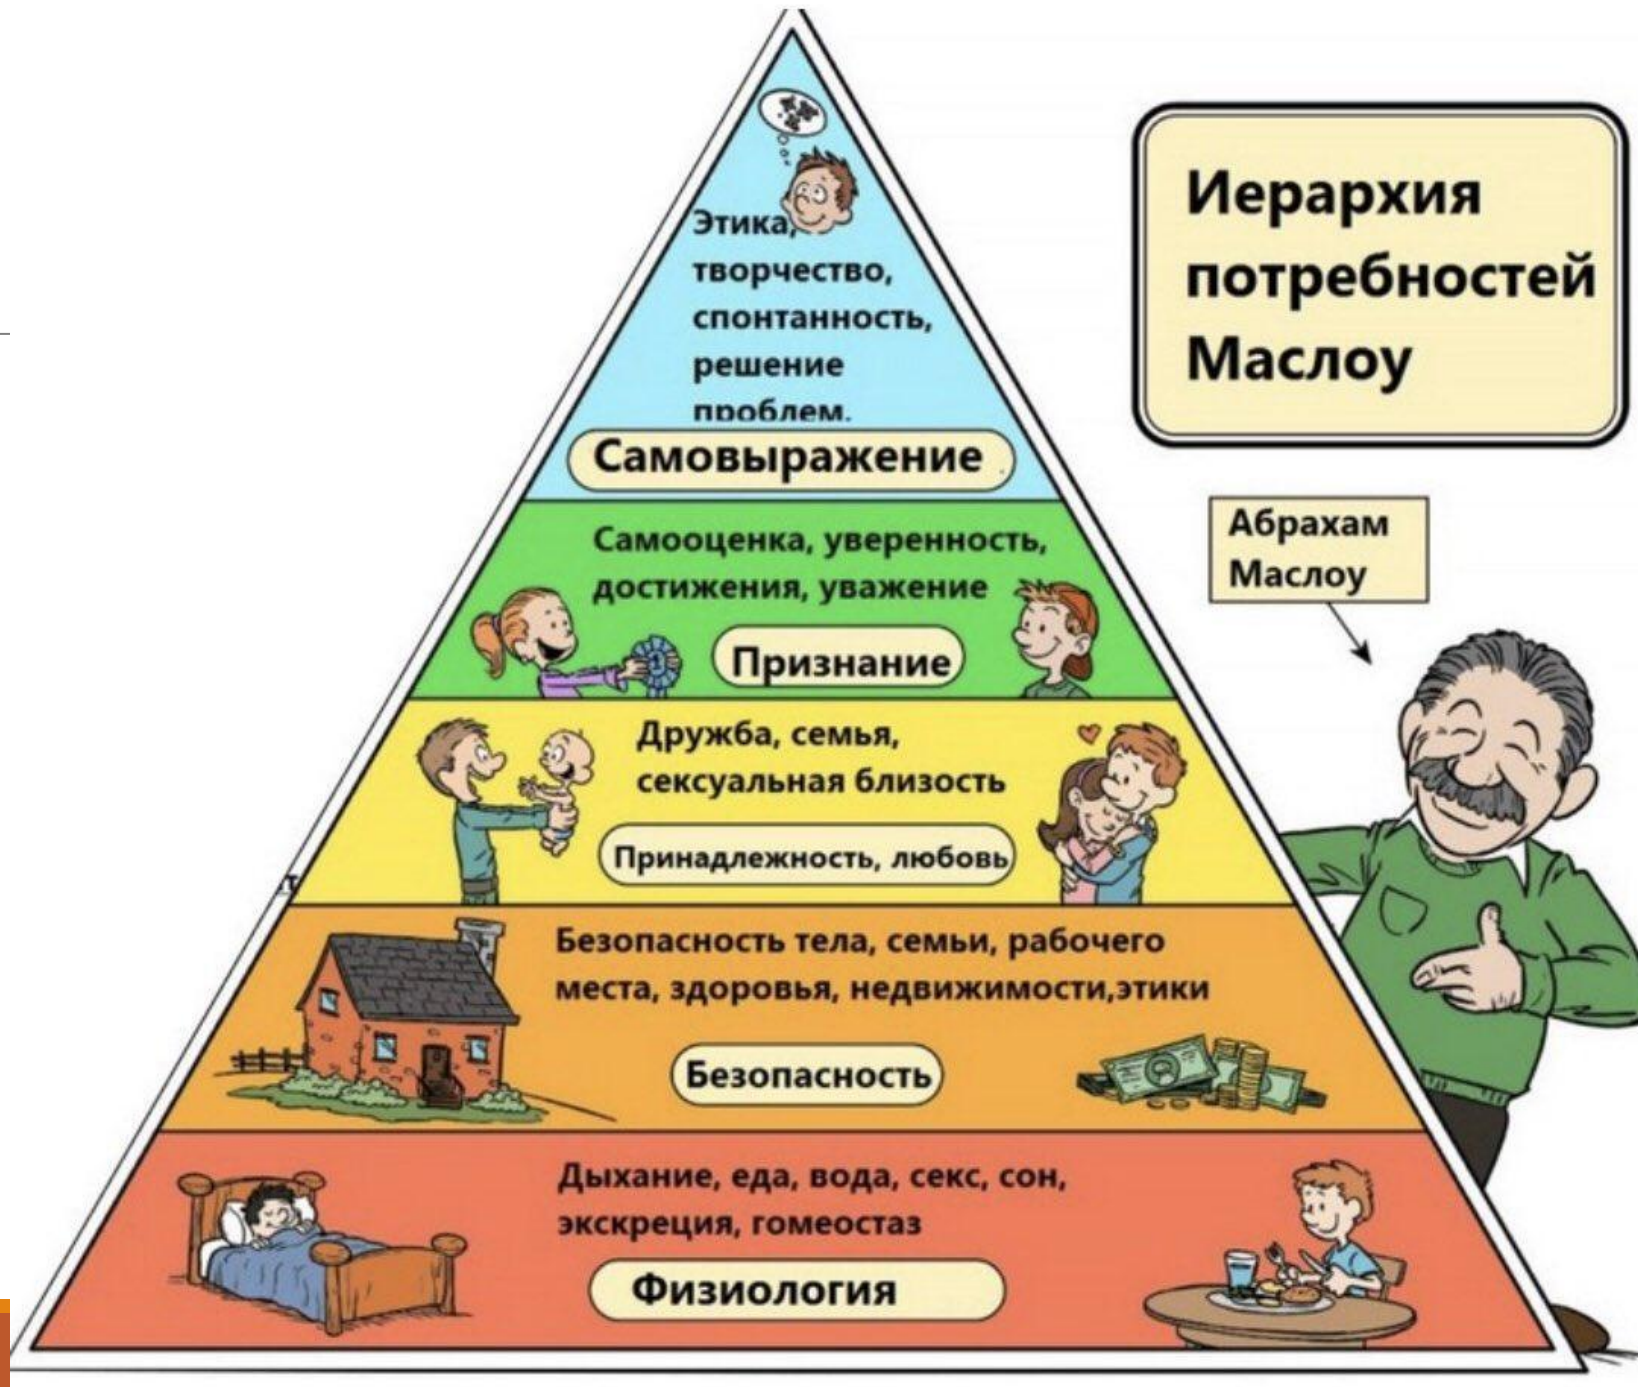 Этика,
творчество,
спонтанность,
решение
проблем.
Самовыражение
Самооценка, уверенность,
достижения, уважение
Признание
Дружба, семья,
сексуальная близость
Принадлежность, любовь
Безопасность тела, семьи, рабочего
места, здоровья, недвижимости,этики
Безопасность
Дыхание, еда, вода, секс, сон,
экскреция, гомеостаз
Физиология
Иерархия
потребностей
Маслоу
Абрахам
Маслоу